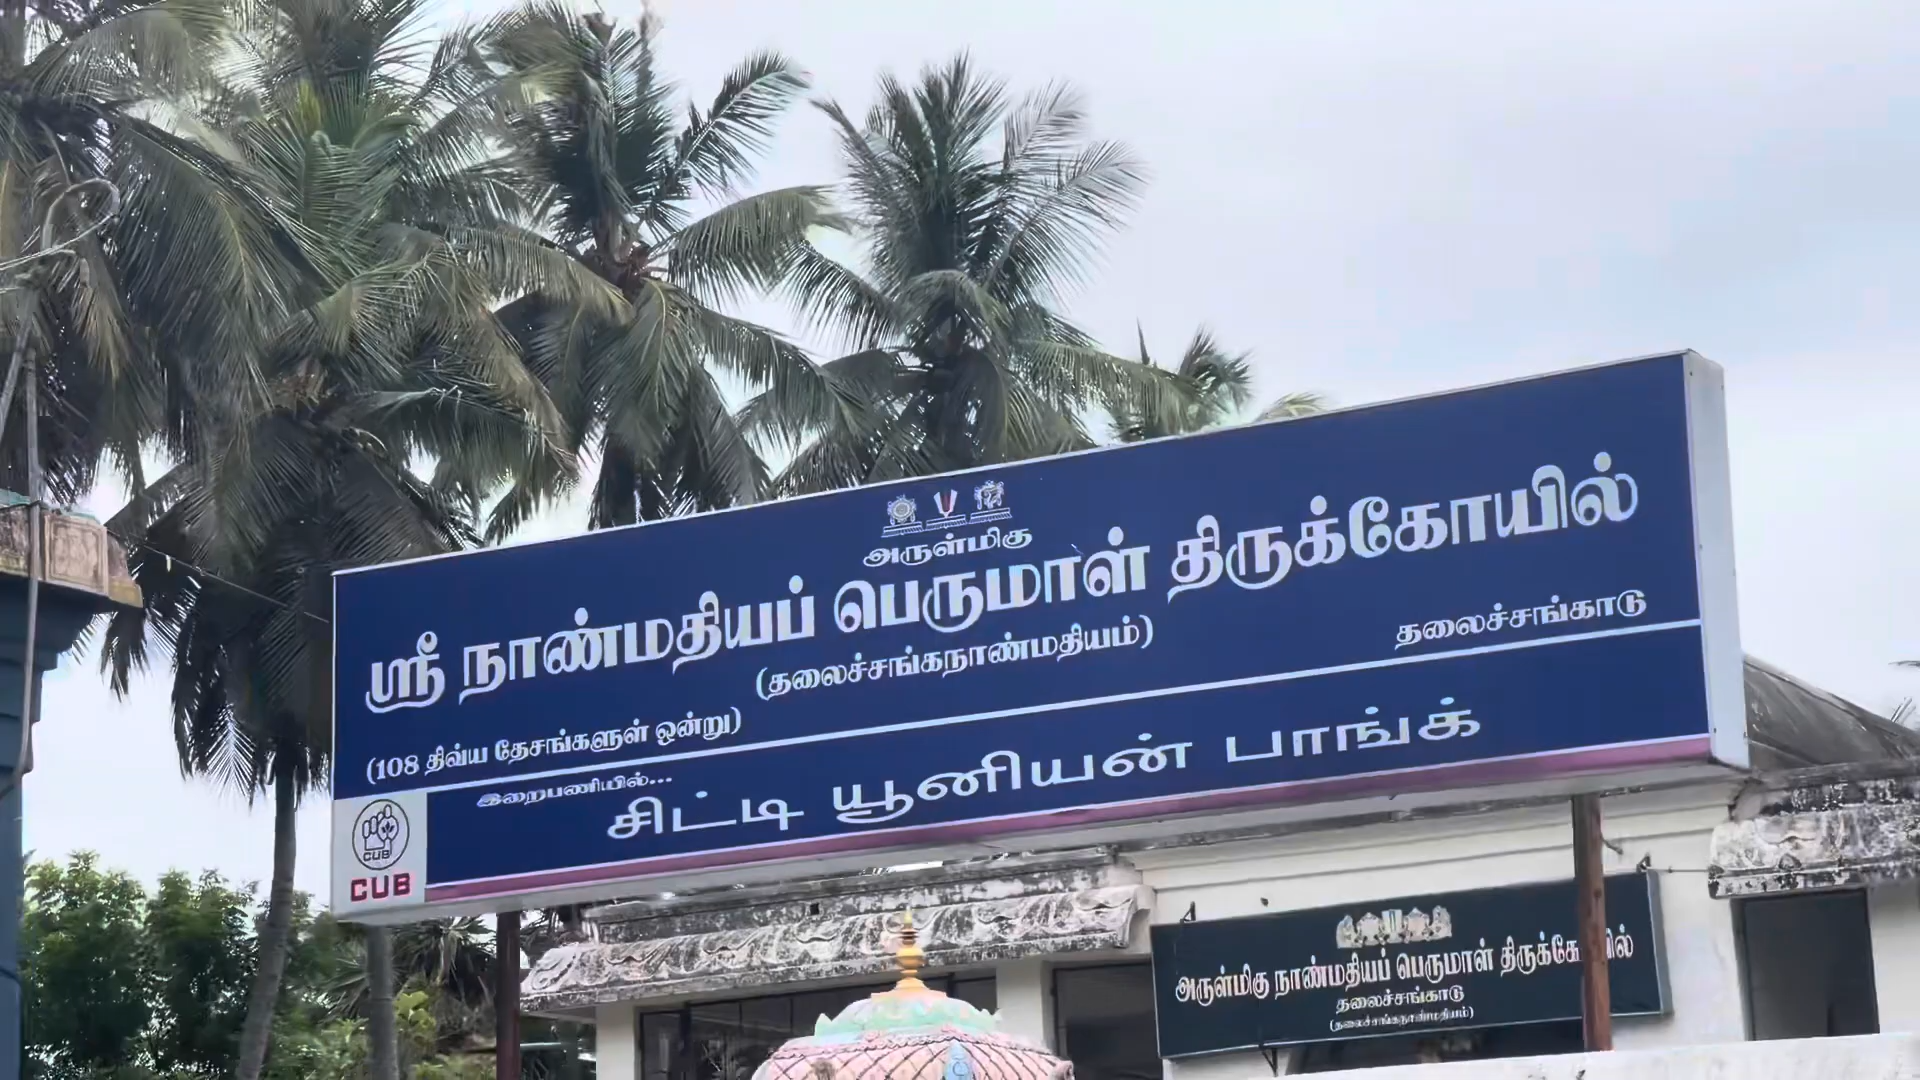 அருள்மிகு
ஸ்ரீ நாண்மதியப் பெருமாள் திருக்கோயில்
(தலைச்சங்கநாண்மதியம்)
தலைச்சங்காடு
(108 திவ்ய தேசங்களுள் ஒன்று)
இறைபணியில்...
சிட்டி யூனியன் பாங்க்
CUB
CUB
அருள்மிகு நாண்மதியப் பெருமாள்
தலைச்சங்காடு
(தலைச்சங்கநாண்மதியம்)